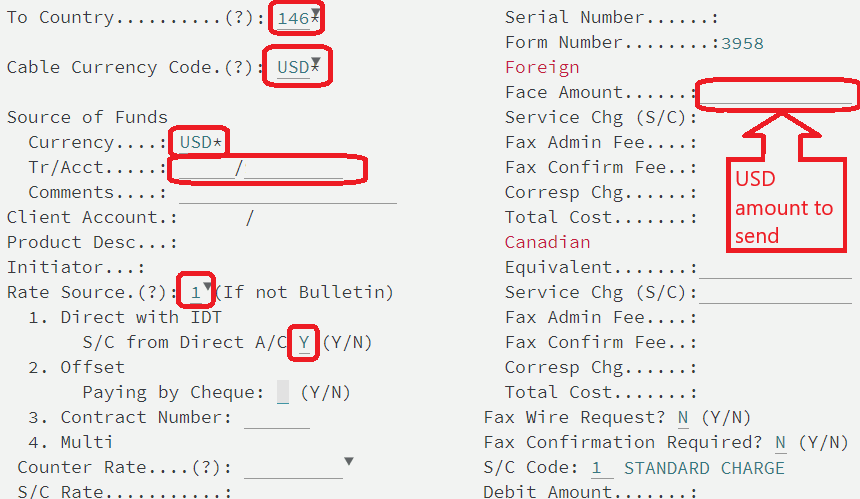 To Country..........(?): 146*
Cable Currency Code.(?): USD*
Source of Funds
Currency....: USD*
Tr/Acct.....: /
Comments....:
Client Account.: /
Product Desc...:
Initiator...:
Rate Source.(?): 1 (If not Bulletin)
1. Direct with IDT
S/C from Direct A/C Y (Y/N)
2. Offset
Paying by Cheque: (Y/N)
3. Contract Number:
4. Multi
Counter Rate....(?):
S/C Rate...........:
Serial Number......:
Form Number........:3958
Foreign
Face Amount......:
Service Chg (S/C):
Fax Admin Fee....:
Fax Confirm Fee..:
Corresp Chg......:
Total Cost.......:
USD
amount to
send
Canadian
Equivalent.......:
Service Chg (S/C):
Fax Admin Fee....:
Fax Confirm Fee..:
Corresp Chg......:
Total Cost.......:
Fax Wire Request? N (Y/N)
Fax Confirmation Required? N (Y/N)
S/C Code: 1 STANDARD CHARGE
Debit Amount.......: